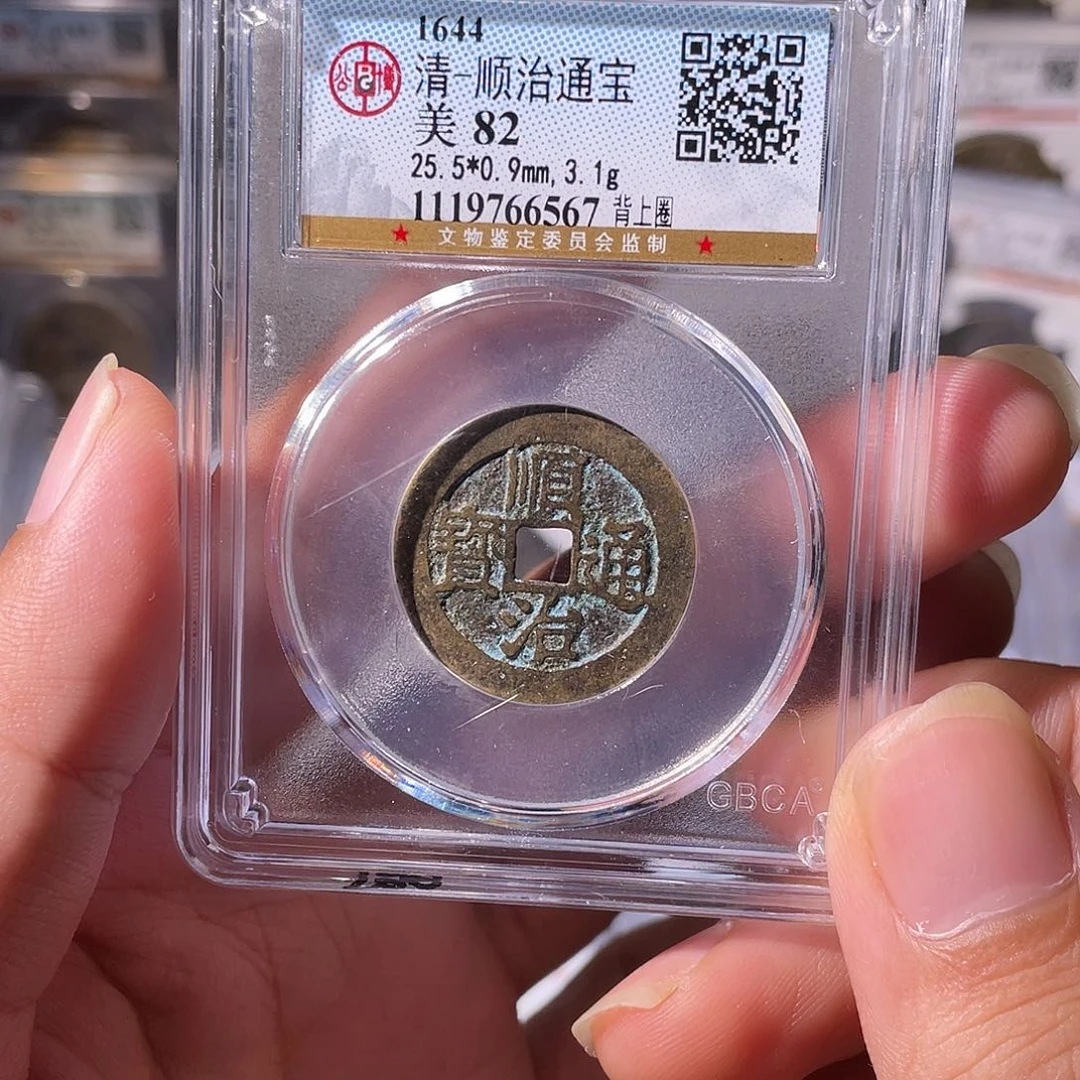 1644
清-顺治通宝
美 82
25.5*0.9mm, 3.1g
1119766567 背上圈
★ 文物鉴定委员会监制 ★
順
寶 通
治
GBCA